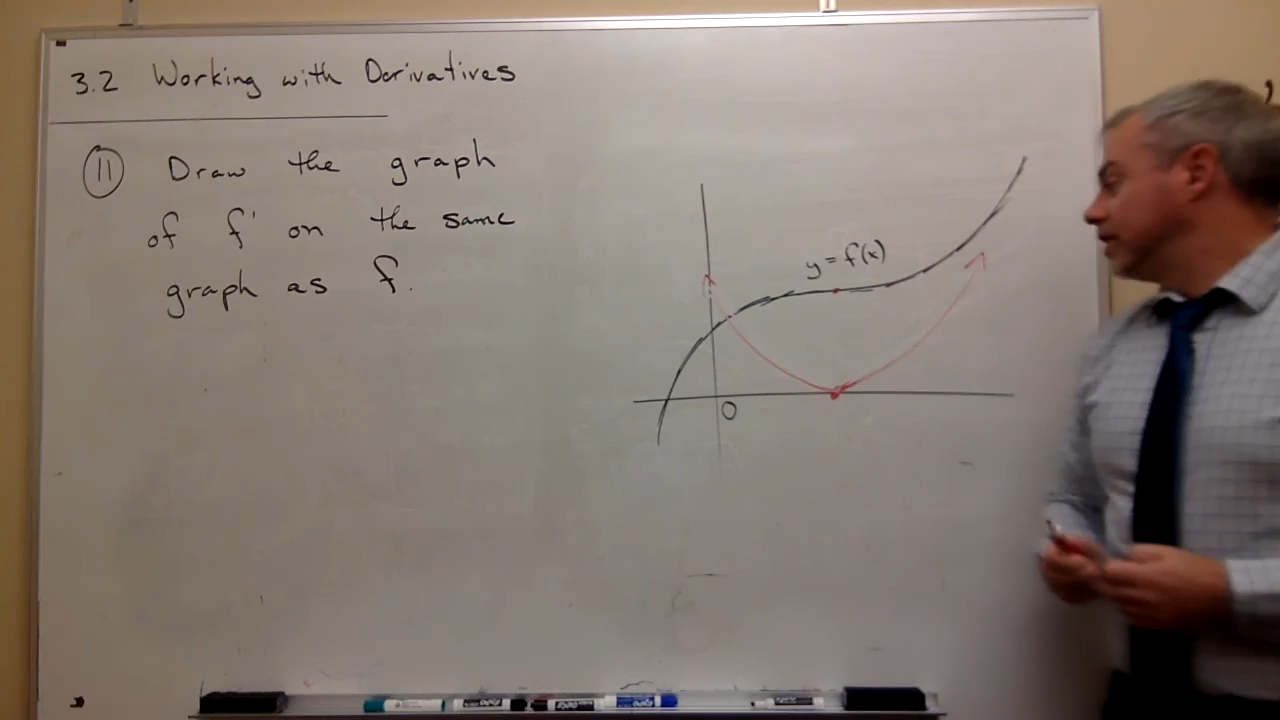 3.2 Working with Derivatives
11 Draw the graph
of f' on the same
graph as f.
y = f(x)
0